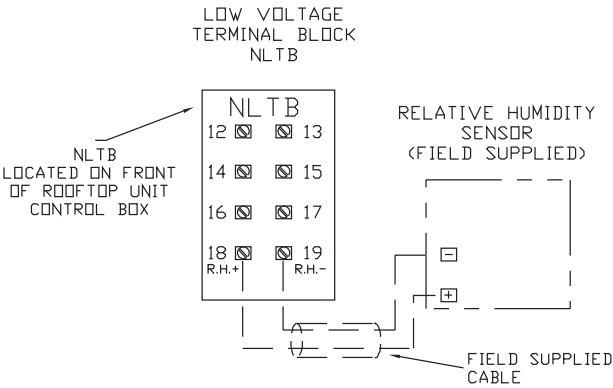 LOW VOLTAGE
TERMINAL BLOCK
NLTB
NLTB
12 13
14 15
16 17
18 19
R.H.+ R.H.-
NLTB
LOCATED ON FRONT
OF ROOFTOP UNIT
CONTROL BOX
RELATIVE HUMIDITY
SENSOR
(FIELD SUPPLIED)
-
+
FIELD SUPPLIED
CABLE